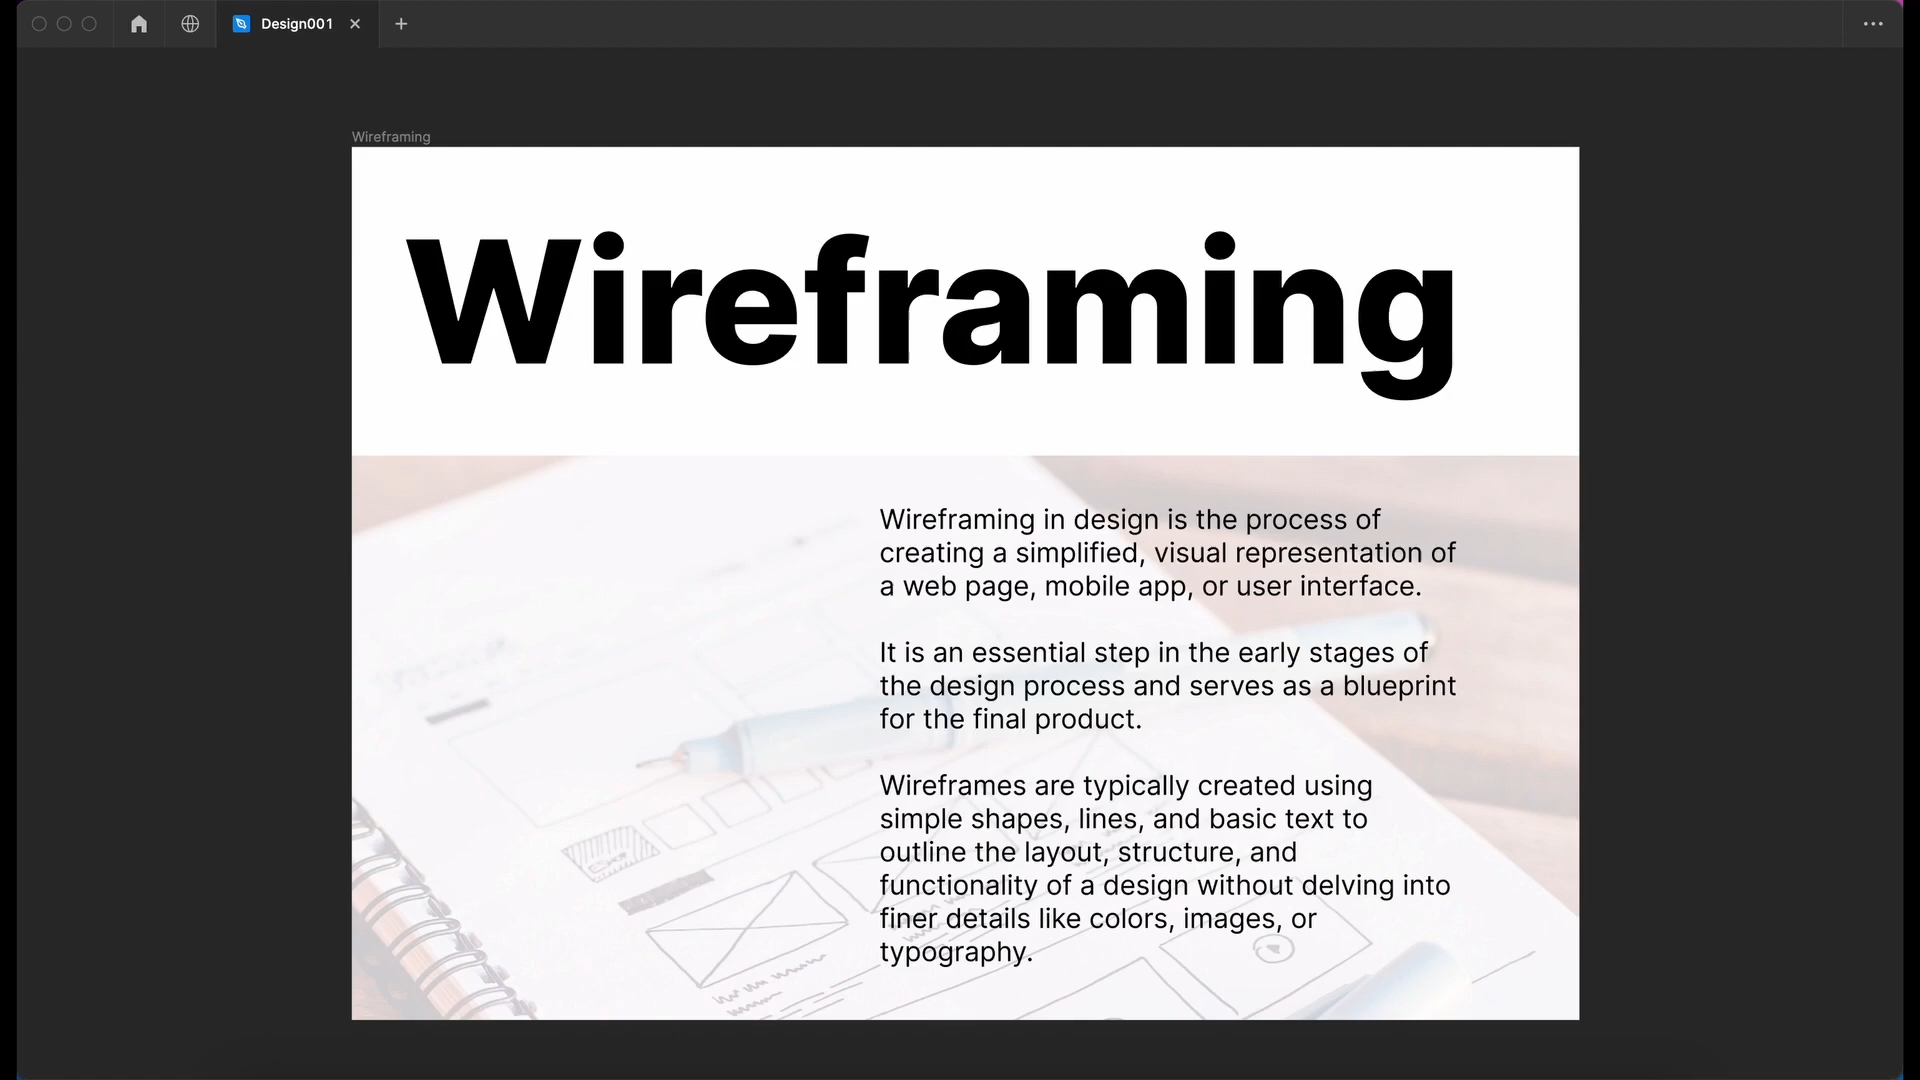 Design001
Wireframing
Wireframing
Wireframing in design is the process of
creating a simplified, visual representation of
a web page, mobile app, or user interface.
It is an essential step in the early stages of
the design process and serves as a blueprint
for the final product.
Wireframes are typically created using
simple shapes, lines, and basic text to
outline the layout, structure, and
functionality of a design without delving into
finer details like colors, images, or
typography.